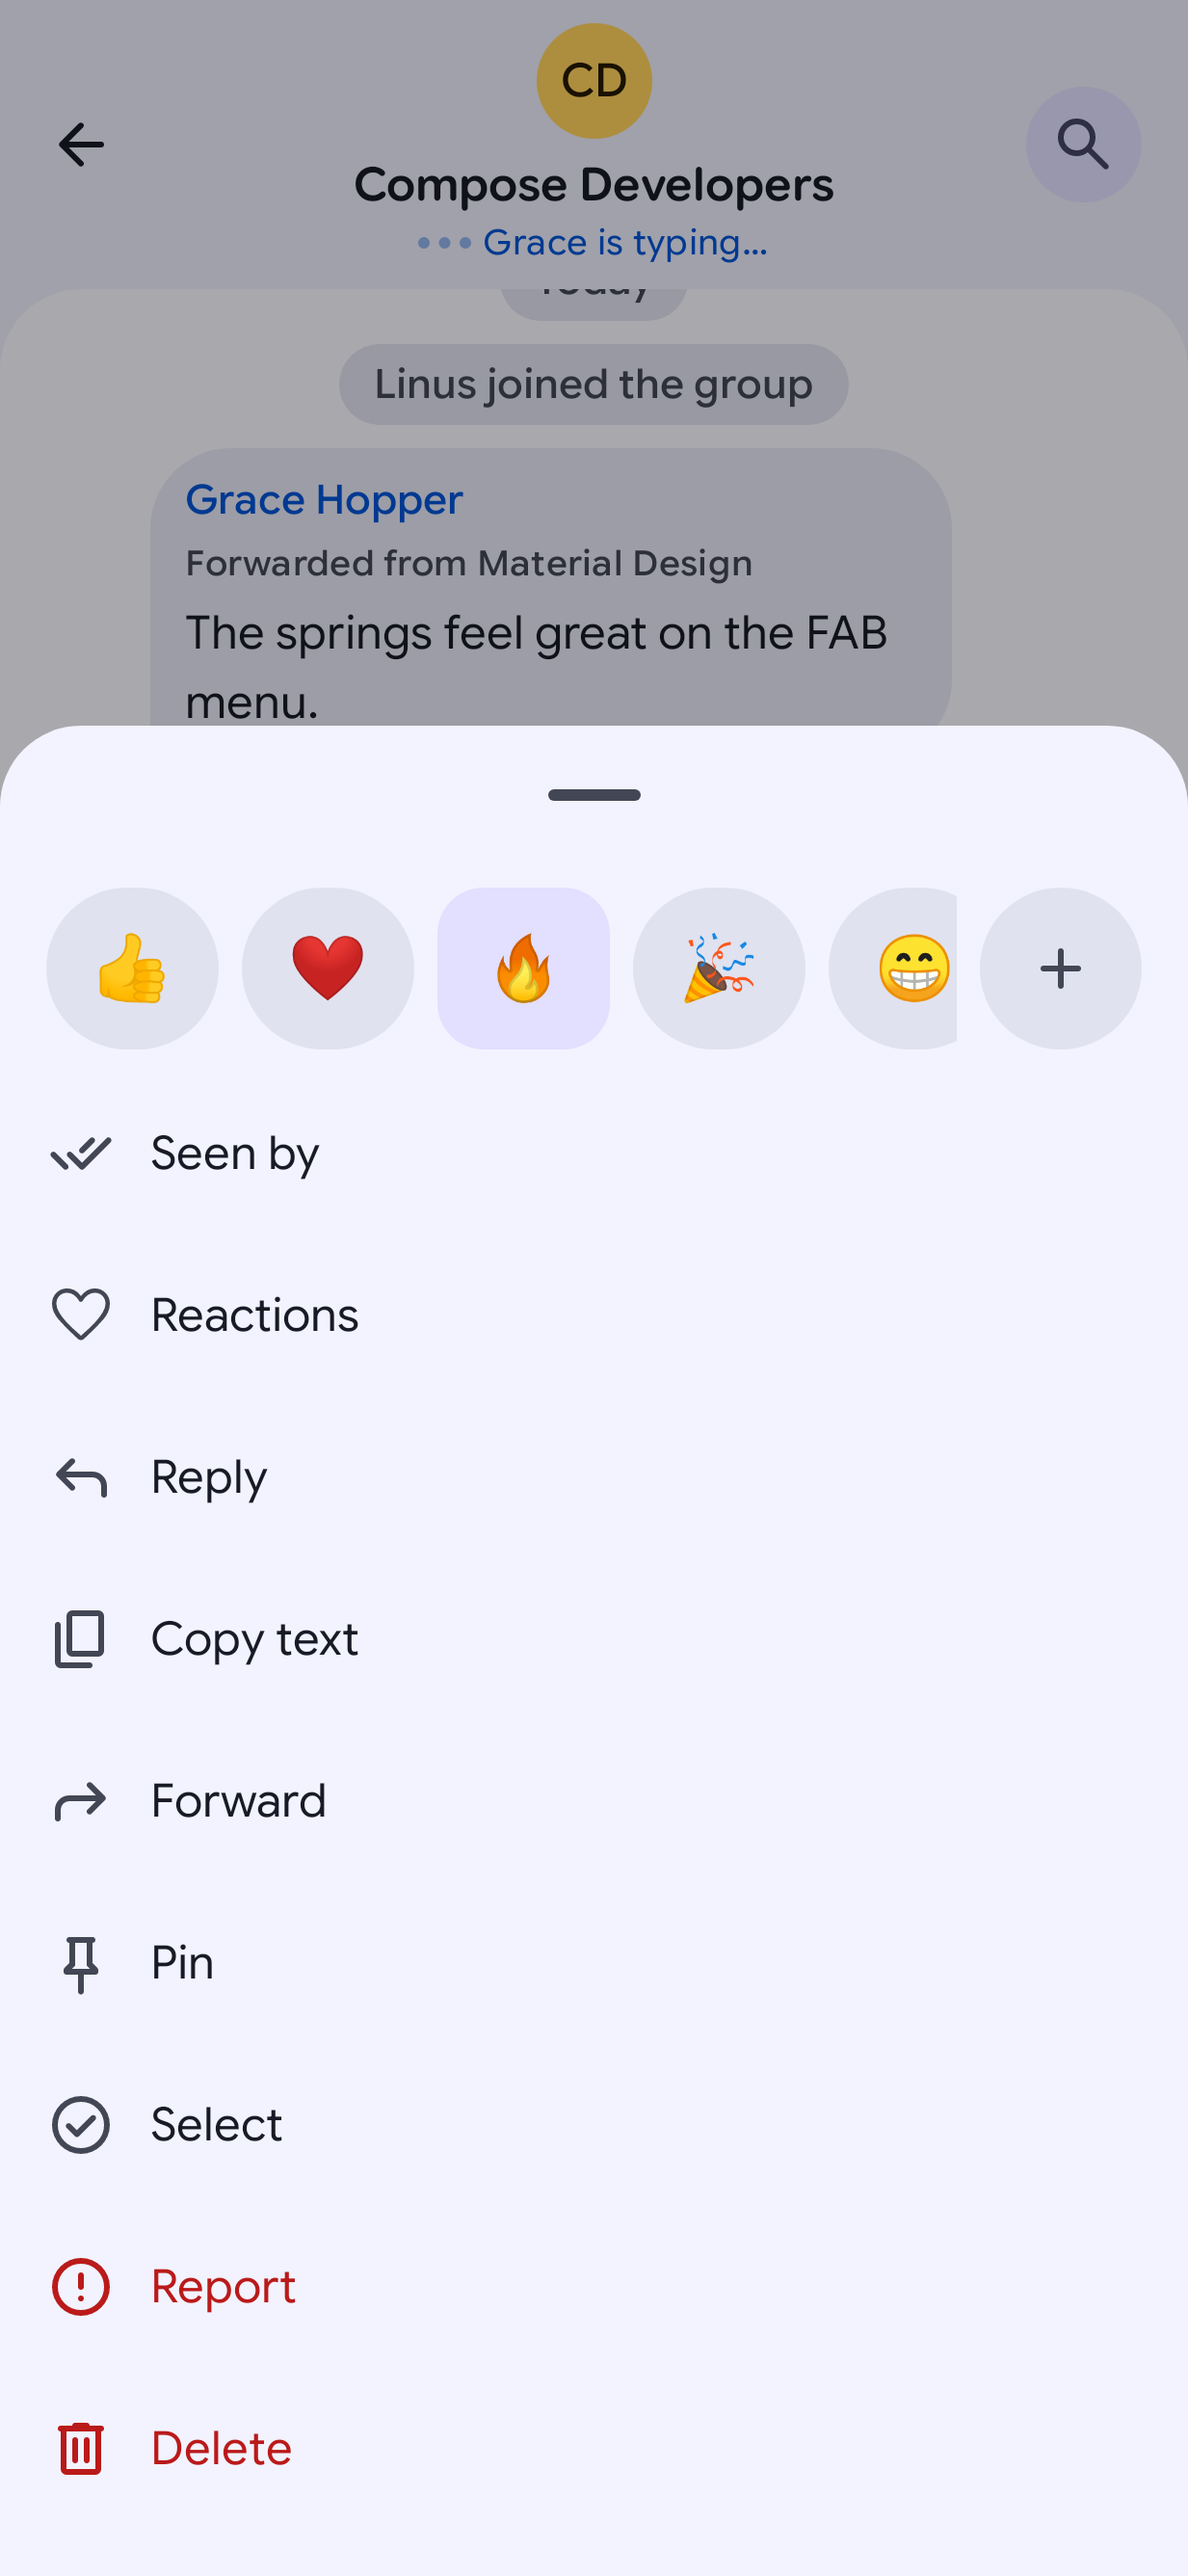 CD
Compose Developers
Grace is typing...
Today
Linus joined the group
Grace Hopper
Forwarded from Material Design
The springs feel great on the FAB
menu.
Seen by
Reactions
Reply
Copy text
Forward
Pin
Select
Report
Delete